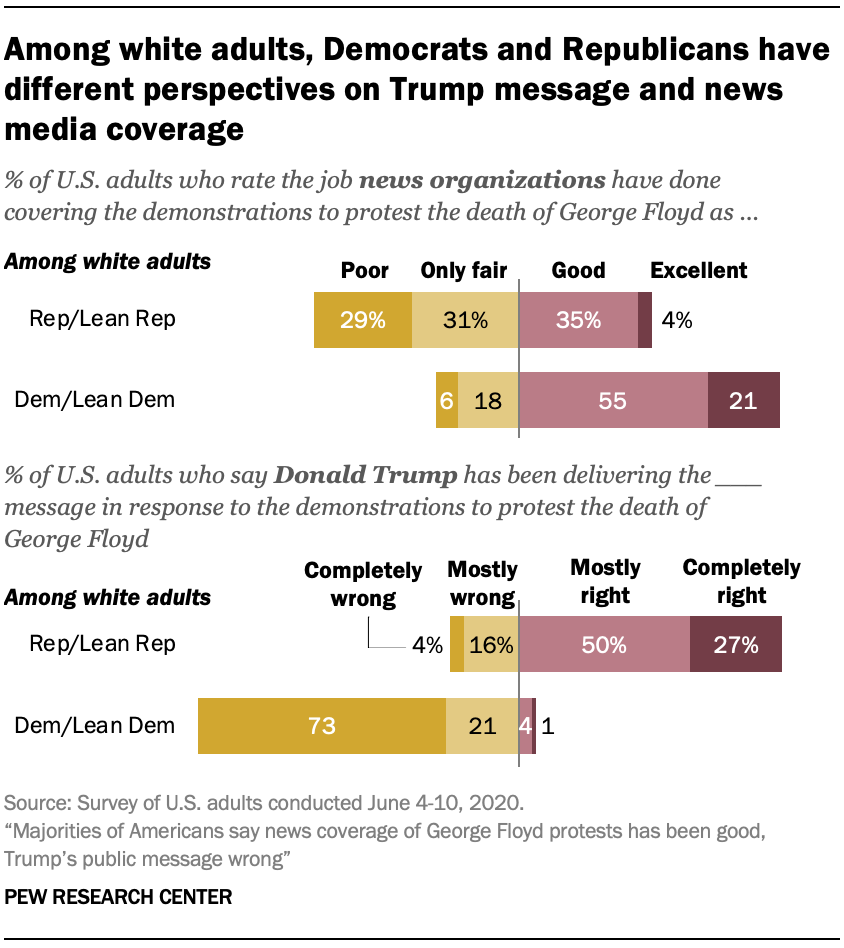 Among white adults, Democrats and Republicans have
different perspectives on Trump message and news
media coverage
% of U.S. adults who rate the job news organizations have done
covering the demonstrations to protest the death of George Floyd as ...
Among white adults
Poor Only fair Good Excellent
Rep/Lean Rep 29% 31% 35% 4%
Dem/Lean Dem 6 18 55 21
% of U.S. adults who say Donald Trump has been delivering the ___
message in response to the demonstrations to protest the death of
George Floyd
Among white adults
Completely wrong Mostly wrong Mostly right Completely right
Rep/Lean Rep 4% 16% 50% 27%
Dem/Lean Dem 73 21 4 1
Source: Survey of U.S. adults conducted June 4-10, 2020.
“Majorities of Americans say news coverage of George Floyd protests has been good,
Trump’s public message wrong”
PEW RESEARCH CENTER